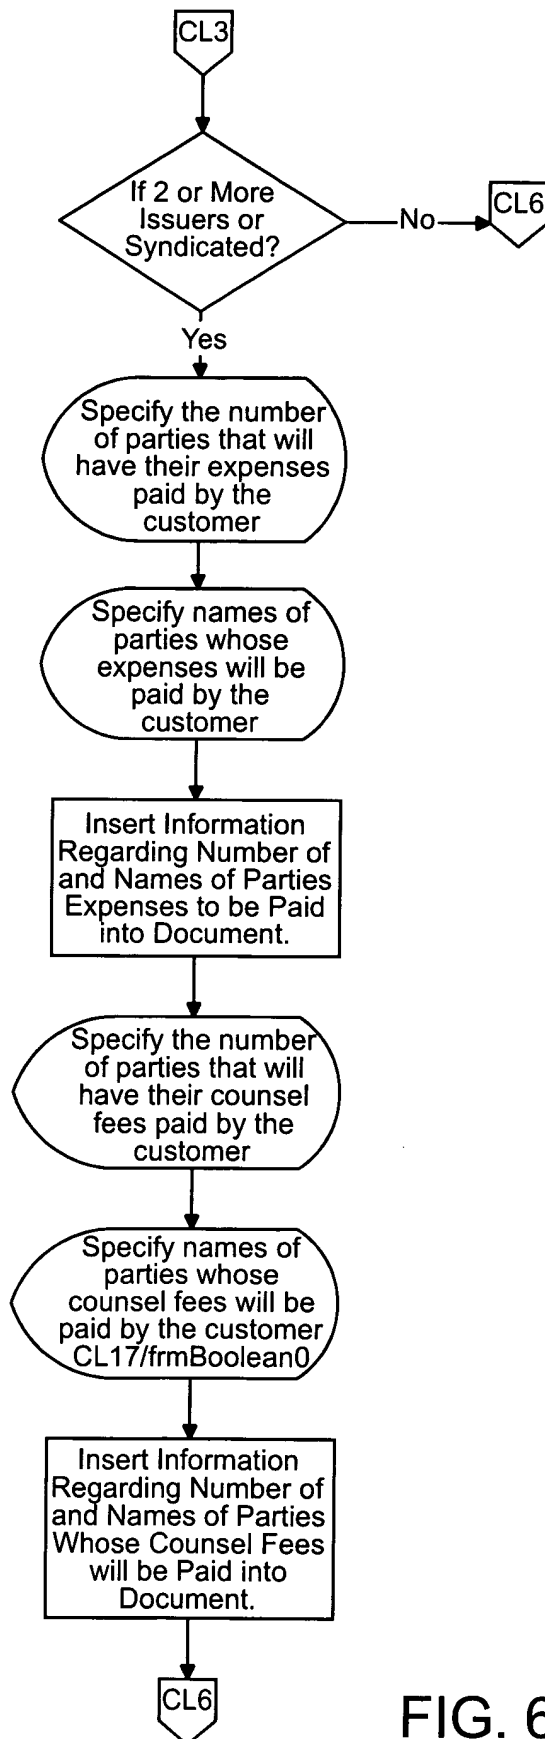 CL3
If 2 or More
Issuers or
Syndicated?
No
CL6
Yes
Specify the number
of parties that will
have their expenses
paid by the
customer
Specify names of
parties whose
expenses will be
paid by the
customer
Insert Information
Regarding Number of
and Names of Parties
Expenses to be Paid
into Document.
Specify the number
of parties that will
have their counsel
fees paid by the
customer
Specify names of
parties whose
counsel fees will be
paid by the customer
CL17/frmBoolean0
Insert Information
Regarding Number of
and Names of Parties
Whose Counsel Fees
will be Paid into
Document.
CL6
FIG. 6